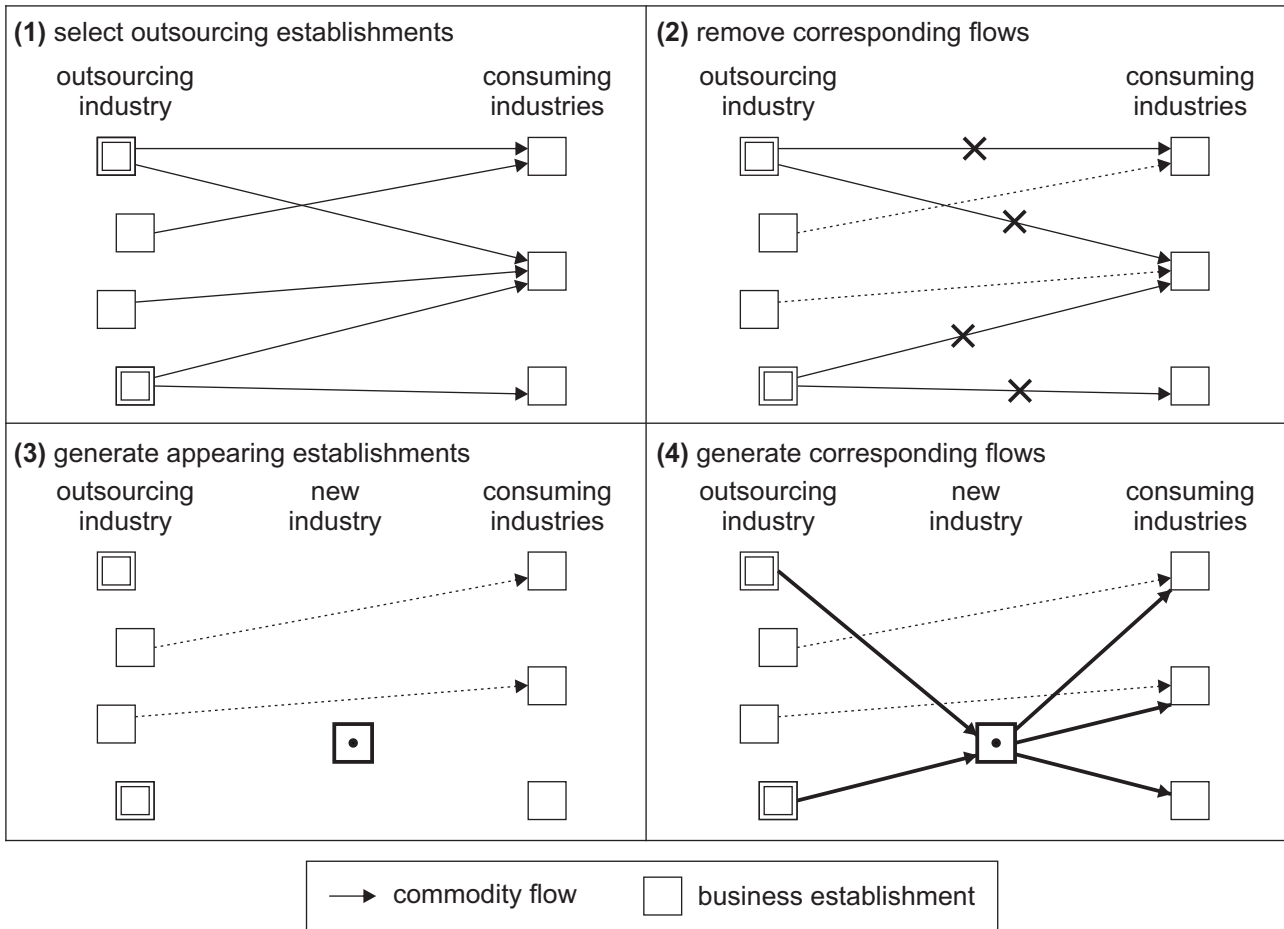 (1) select outsourcing establishments
outsourcing
industry
consuming
industries
(2) remove corresponding flows
outsourcing
industry
consuming
industries
(3) generate appearing establishments
outsourcing
industry
new
industry
consuming
industries
(4) generate corresponding flows
outsourcing
industry
new
industry
consuming
industries
commodity flow
business establishment